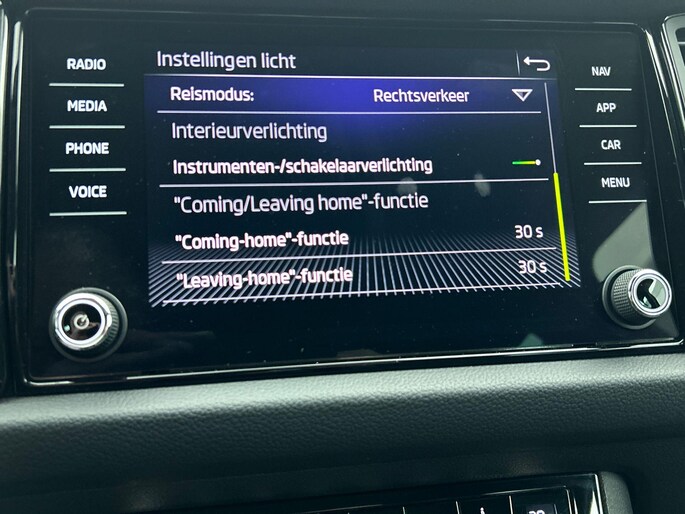 Instellingen licht
RADIO
MEDIA
PHONE
VOICE
Reismodus: Rechtsverkeer
Interieurverlichting
Instrumenten-/schakelaarverlichting
"Coming/Leaving home"-functie
"Coming-home"-functie 30 s
"Leaving-home"-functie 30 s
NAV
APP
CAR
MENU